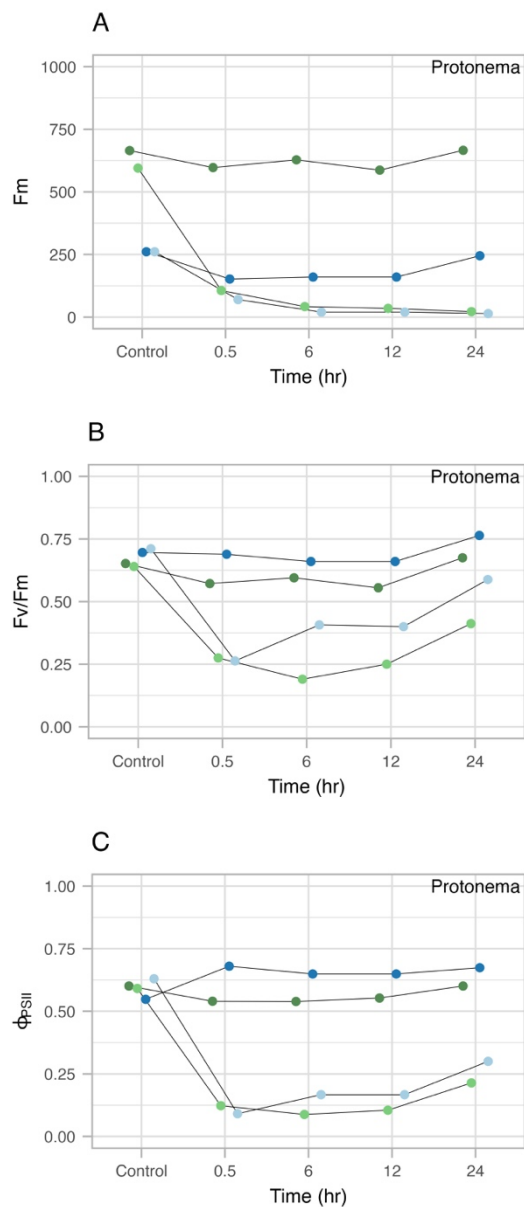 A
Protonema
1000
750
500
250
0
Fm
Control 0.5 6 12 24
Time (hr)
B
Protonema
1.00
0.75
0.50
0.25
0.00
Fv/Fm
Control 0.5 6 12 24
Time (hr)
C
Protonema
1.00
0.75
0.50
0.25
0.00
ϕPSII
Control 0.5 6 12 24
Time (hr)